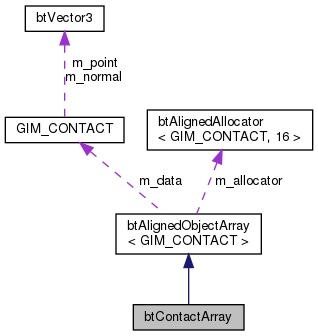 btVector3
m_point
m_normal
GIM_CONTACT
btAlignedAllocator
< GIM_CONTACT, 16 >
m_data
m_allocator
btAlignedObjectArray
< GIM_CONTACT >
btContactArray